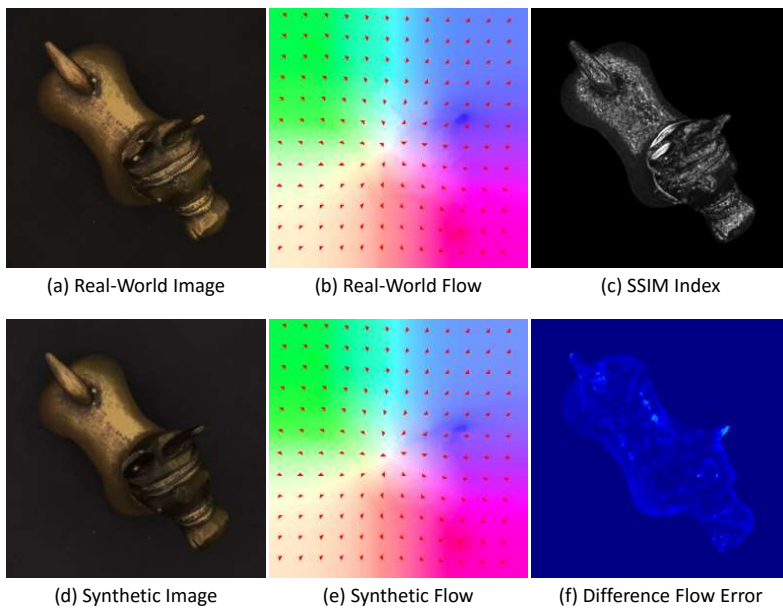 (a) Real-World Image
(b) Real-World Flow
(c) SSIM Index
(d) Synthetic Image
(e) Synthetic Flow
(f) Difference Flow Error